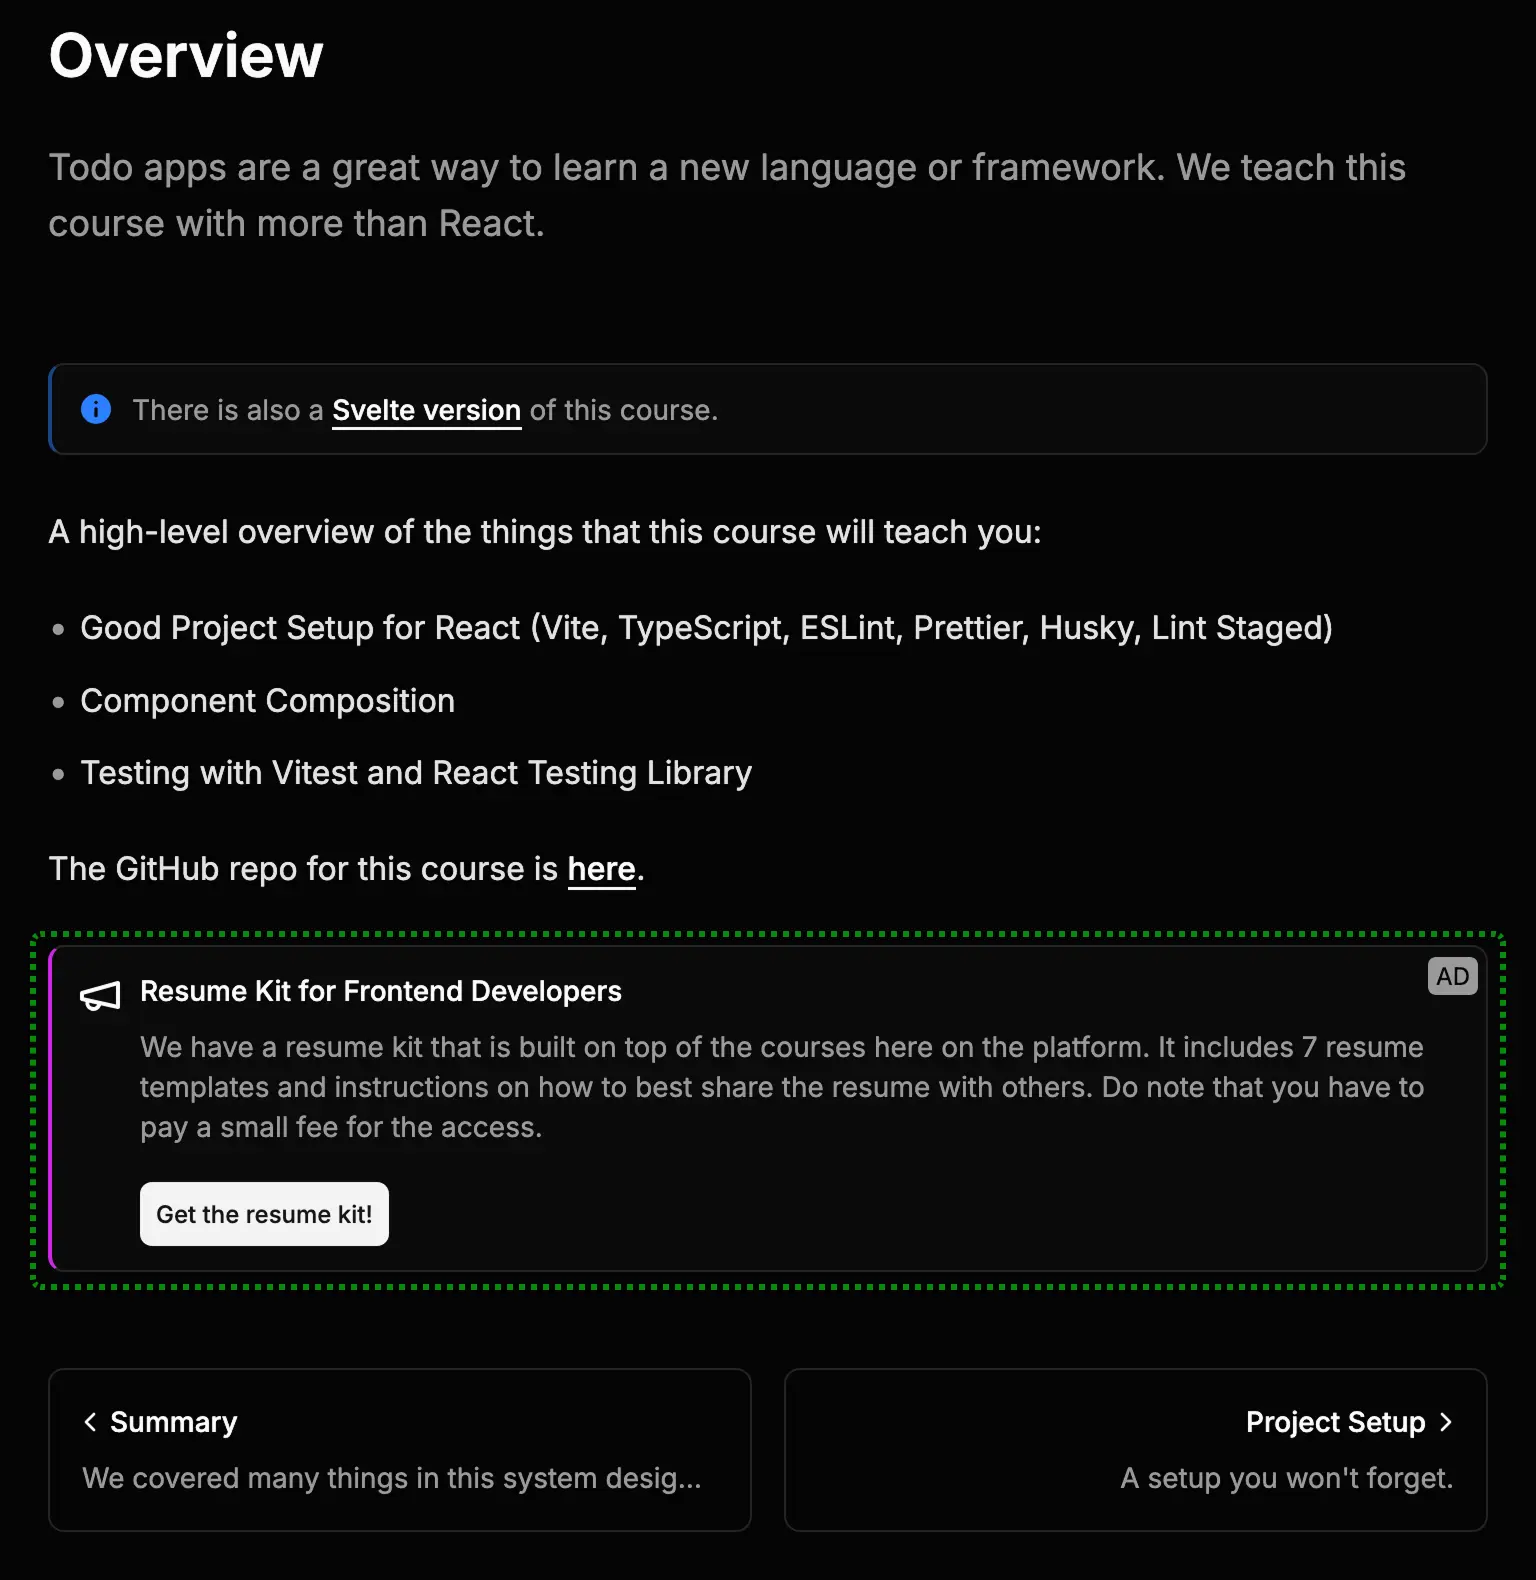 Overview
Todo apps are a great way to learn a new language or framework. We teach this
course with more than React.
There is also a Svelte version of this course.
A high-level overview of the things that this course will teach you:
Good Project Setup for React (Vite, TypeScript, ESLint, Prettier, Husky, Lint Staged)
Component Composition
Testing with Vitest and React Testing Library
The GitHub repo for this course is here.
AD
Resume Kit for Frontend Developers
We have a resume kit that is built on top of the courses here on the platform. It includes 7 resume
templates and instructions on how to best share the resume with others. Do note that you have to
pay a small fee for the access.
Get the resume kit!
Summary
We covered many things in this system desig...
Project Setup
A setup you won't forget.